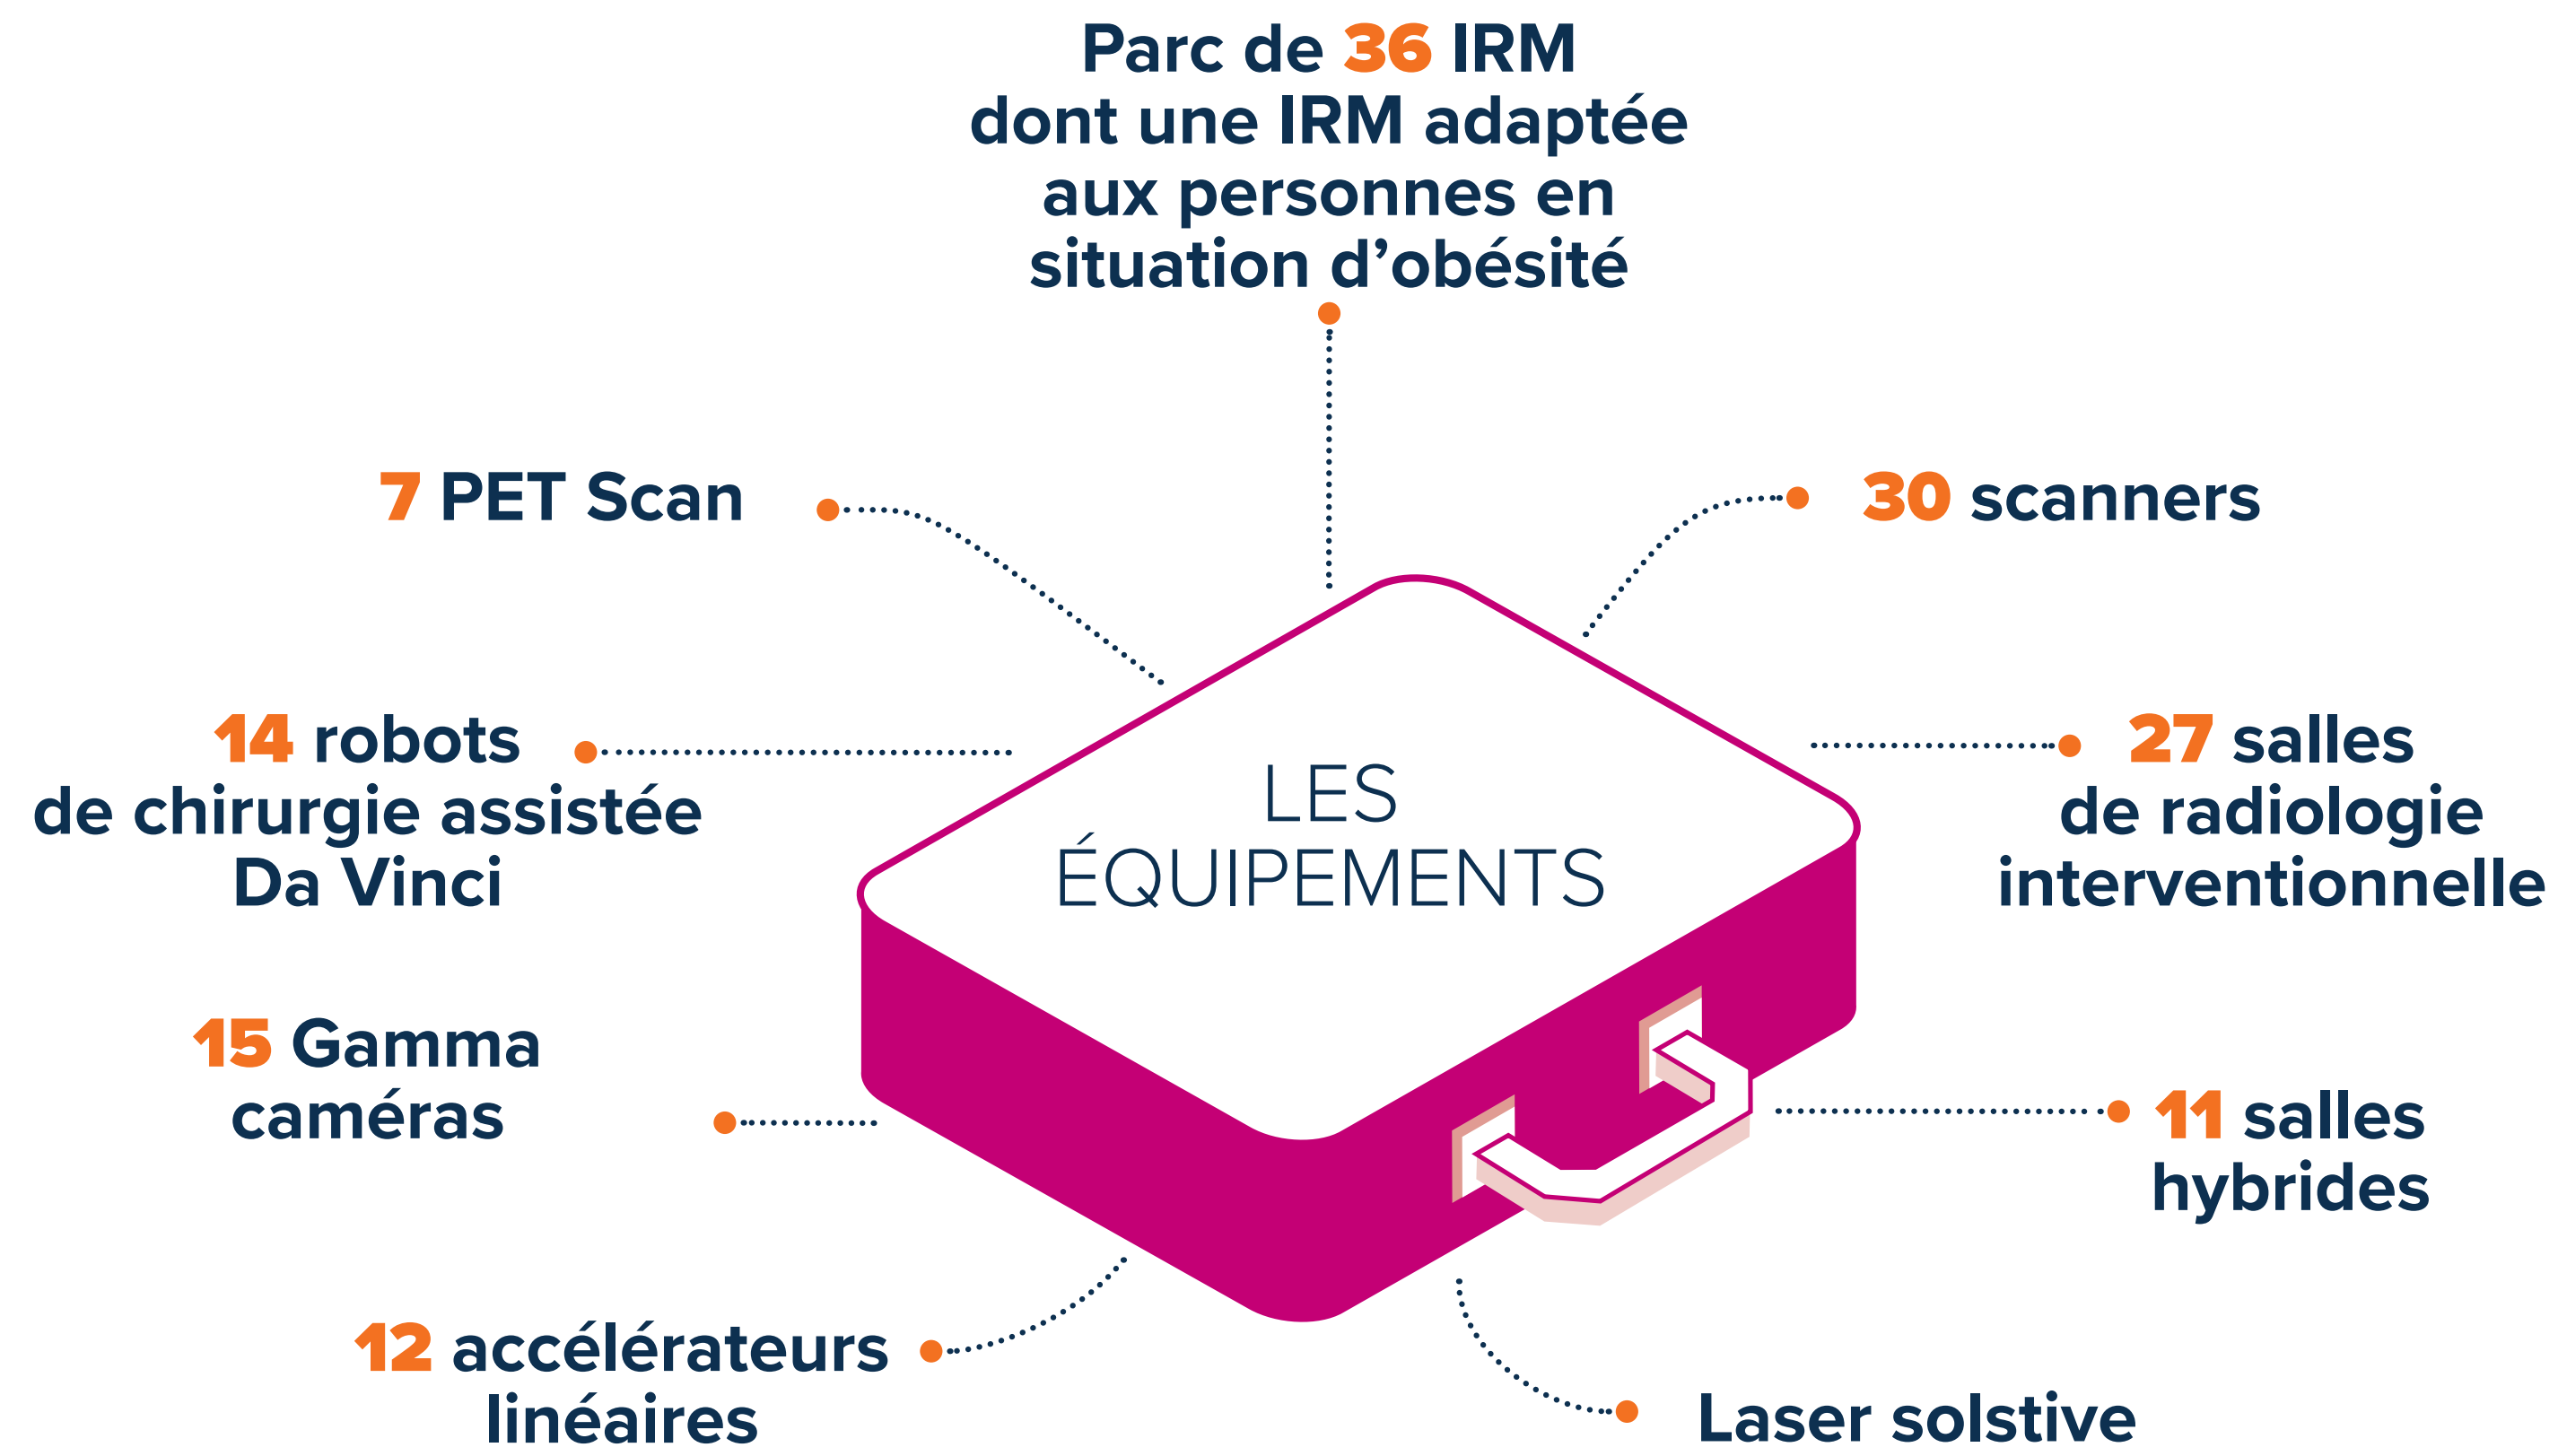 Parc de 36 IRM
dont une IRM adaptée
aux personnes en
situation d’obésité
7 PET Scan
30 scanners
14 robots
de chirurgie assistée
Da Vinci
LES
ÉQUIPEMENTS
27 salles
de radiologie
interventionnelle
15 Gamma
caméras
11 salles
hybrides
12 accélérateurs
linéaires
Laser solstive